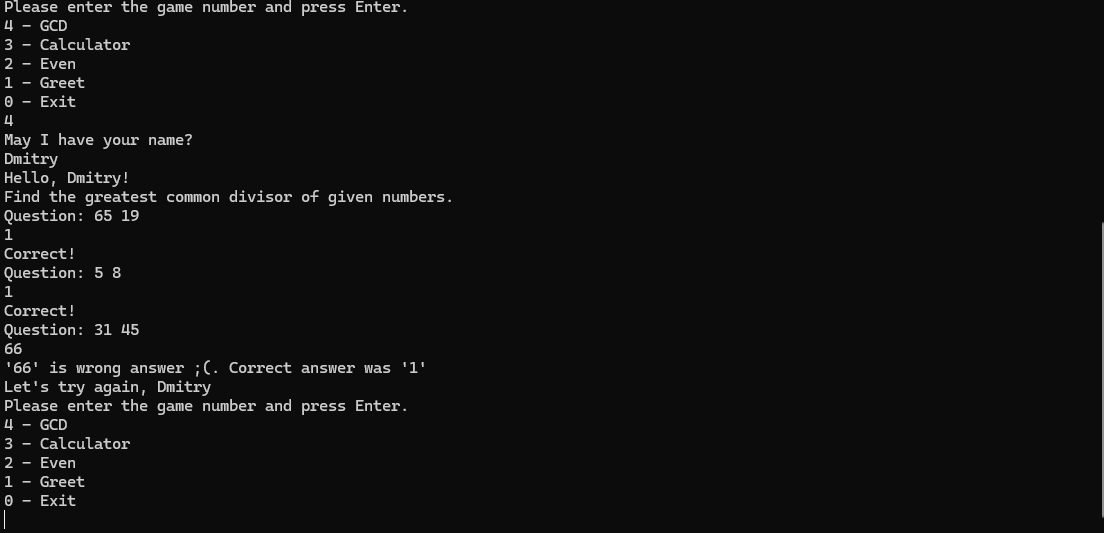 Please enter the game number and press Enter.
4 - GCD
3 - Calculator
2 - Even
1 - Greet
0 - Exit
4
May I have your name?
Dmitry
Hello, Dmitry!
Find the greatest common divisor of given numbers.
Question: 65 19
1
Correct!
Question: 5 8
1
Correct!
Question: 31 45
66
'66' is wrong answer ;(. Correct answer was '1'
Let's try again, Dmitry
Please enter the game number and press Enter.
4 - GCD
3 - Calculator
2 - Even
1 - Greet
0 - Exit